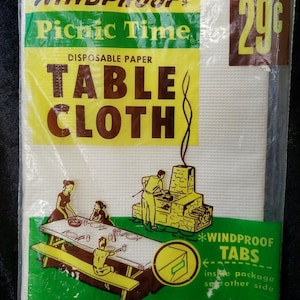 WINDPROOF*
Picnic Time
29¢
DISPOSABLE PAPER
TABLE
CLOTH
*WINDPROOF
TABS
inside package
see other side